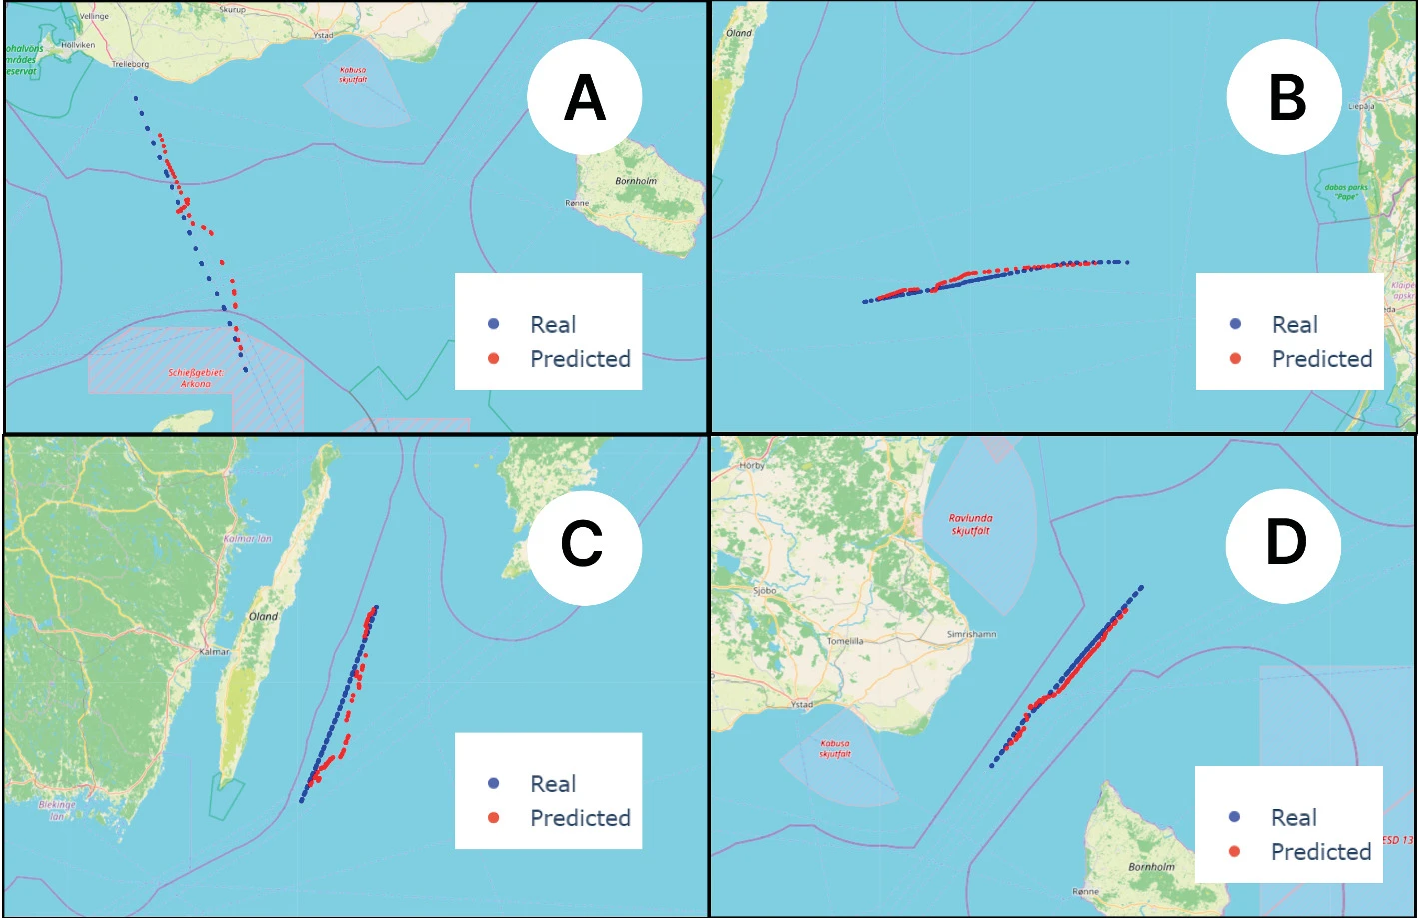 Vellinge
Skurup
Höllviken
Ystad
ohalvöns
mrådes
eservat
Trelleborg
Kabusa
skjutfält
A
Bornholm
Rønne
Schießgebiet:
Arkona
Real
Predicted
Öland
B
Liepāja
dabas parks
"Pape"
Klaipė
apskr
eda
Real
Predicted
Kalmar län
C
Öland
Kalmar
Blekinge
län
Real
Predicted
Hörby
Ravlunda
skjutfält
D
Sjöbo
Tomelilla
Simrishamn
Ystad
Kabusa
skjutfält
Real
Predicted
ESD 13
Bornholm
Rønne